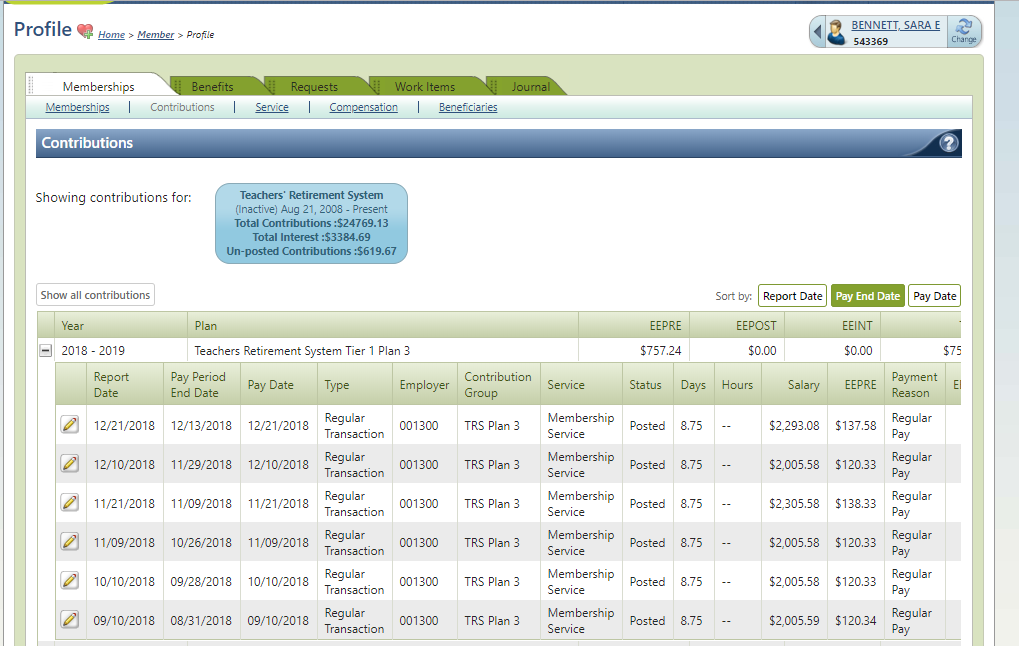 Profile Home > Member > Profile
BENNETT, SARA E
543369
Change
Memberships Benefits Requests Work Items Journal
Memberships | Contributions | Service | Compensation | Beneficiaries
Contributions ?
Showing contributions for:
Teachers' Retirement System
(Inactive) Aug 21, 2008 - Present
Total Contributions :$24769.13
Total Interest :$3384.69
Un-posted Contributions :$619.67
Show all contributions Sort by: Report Date Pay End Date Pay Date
Year Plan EEPRE EEPOST EEINT
2018 - 2019 Teachers Retirement System Tier 1 Plan 3 $757.24 $0.00 $0.00 $75
Report Date Pay Period End Date Pay Date Type Employer Contribution Group Service Status Days Hours Salary EEPRE Payment Reason
12/21/2018 12/13/2018 12/21/2018 Regular Transaction 001300 TRS Plan 3 Membership Service Posted 8.75 -- $2,293.08 $137.58 Regular Pay
12/10/2018 11/29/2018 12/10/2018 Regular Transaction 001300 TRS Plan 3 Membership Service Posted 8.75 -- $2,005.58 $120.33 Regular Pay
11/21/2018 11/09/2018 11/21/2018 Regular Transaction 001300 TRS Plan 3 Membership Service Posted 8.75 -- $2,305.58 $138.33 Regular Pay
11/09/2018 10/26/2018 11/09/2018 Regular Transaction 001300 TRS Plan 3 Membership Service Posted 8.75 -- $2,005.58 $120.33 Regular Pay
10/10/2018 09/28/2018 10/10/2018 Regular Transaction 001300 TRS Plan 3 Membership Service Posted 8.75 -- $2,005.58 $120.33 Regular Pay
09/10/2018 08/31/2018 09/10/2018 Regular Transaction 001300 TRS Plan 3 Membership Service Posted 8.75 -- $2,005.59 $120.34 Regular Pay